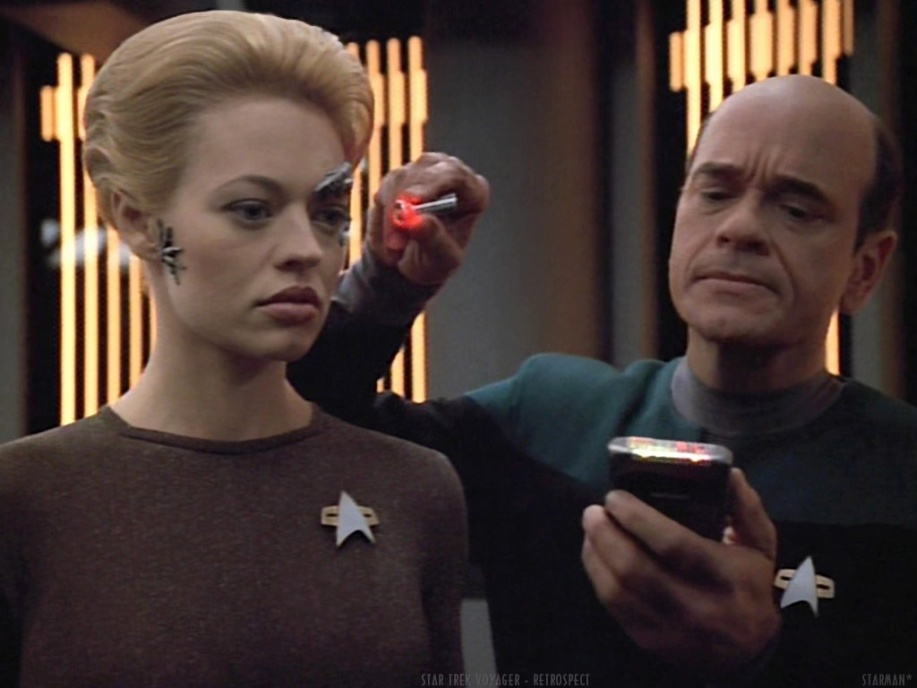 STAR TREK VOYAGER - RETROSPECT
STARMAN*